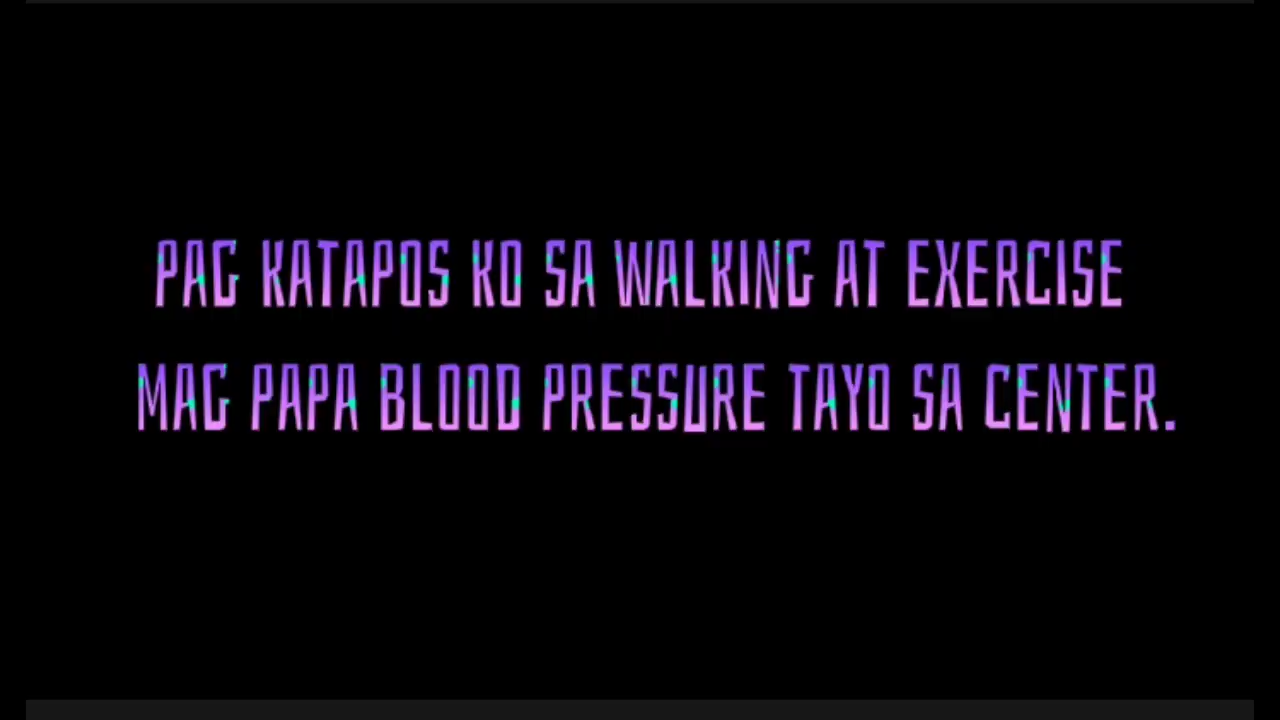 PAG KATAPOS KO SA WALKING AT EXERCISE
MAG PAPA BLOOD PRESSURE TAYO SA CENTER.